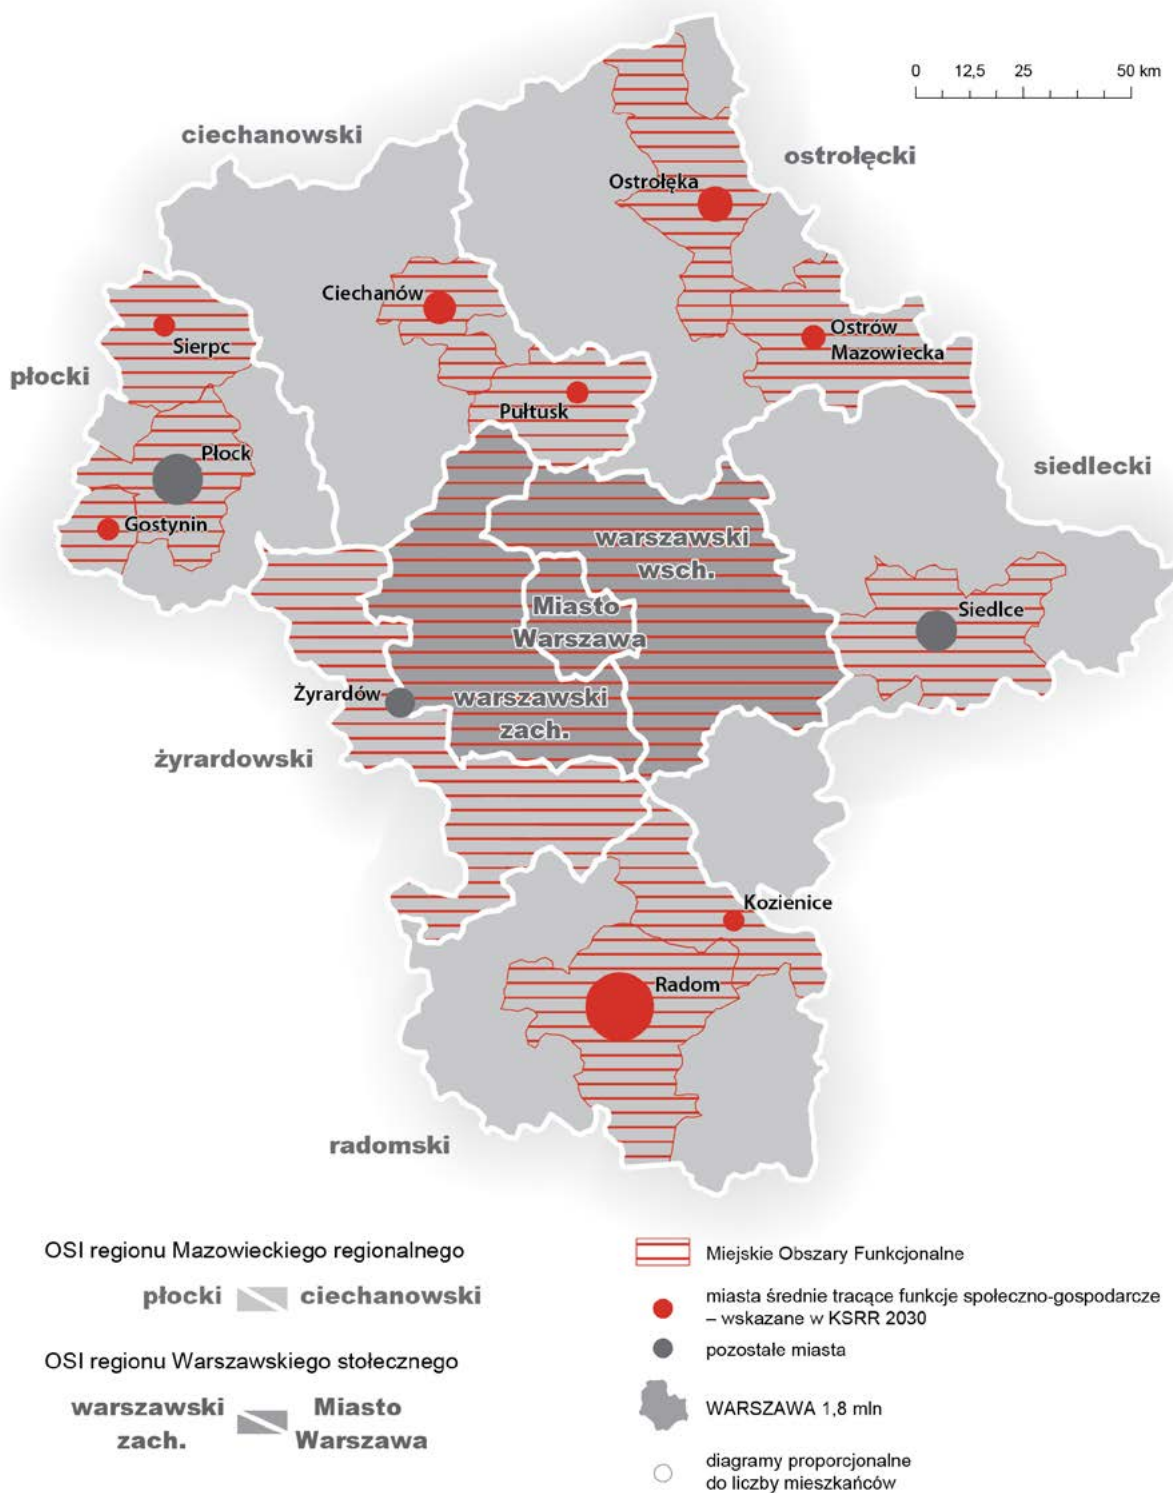 0 12,5 25 50 km
ciechanowski
ostrołęcki
Ostrołęka
Ciechanów
Ostrów
Mazowiecka
Sierpc
płocki
Pułtusk
Płock
siedlecki
Gostynin
warszawski
wsch.
Miasto
Warszawa
Siedlce
Żyrardów
warszawski
zach.
żyrardowski
Kozienice
Radom
radomski
OSI regionu Mazowieckiego regionalnego
płocki ciechanowski
OSI regionu Warszawskiego stołecznego
warszawski
zach.
Miasto
Warszawa
Miejskie Obszary Funkcjonalne
miasta średnie tracące funkcje społeczno-gospodarcze
– wskazane w KSRR 2030
pozostałe miasta
WARSZAWA 1,8 mln
diagramy proporcjonalne
do liczby mieszkańców